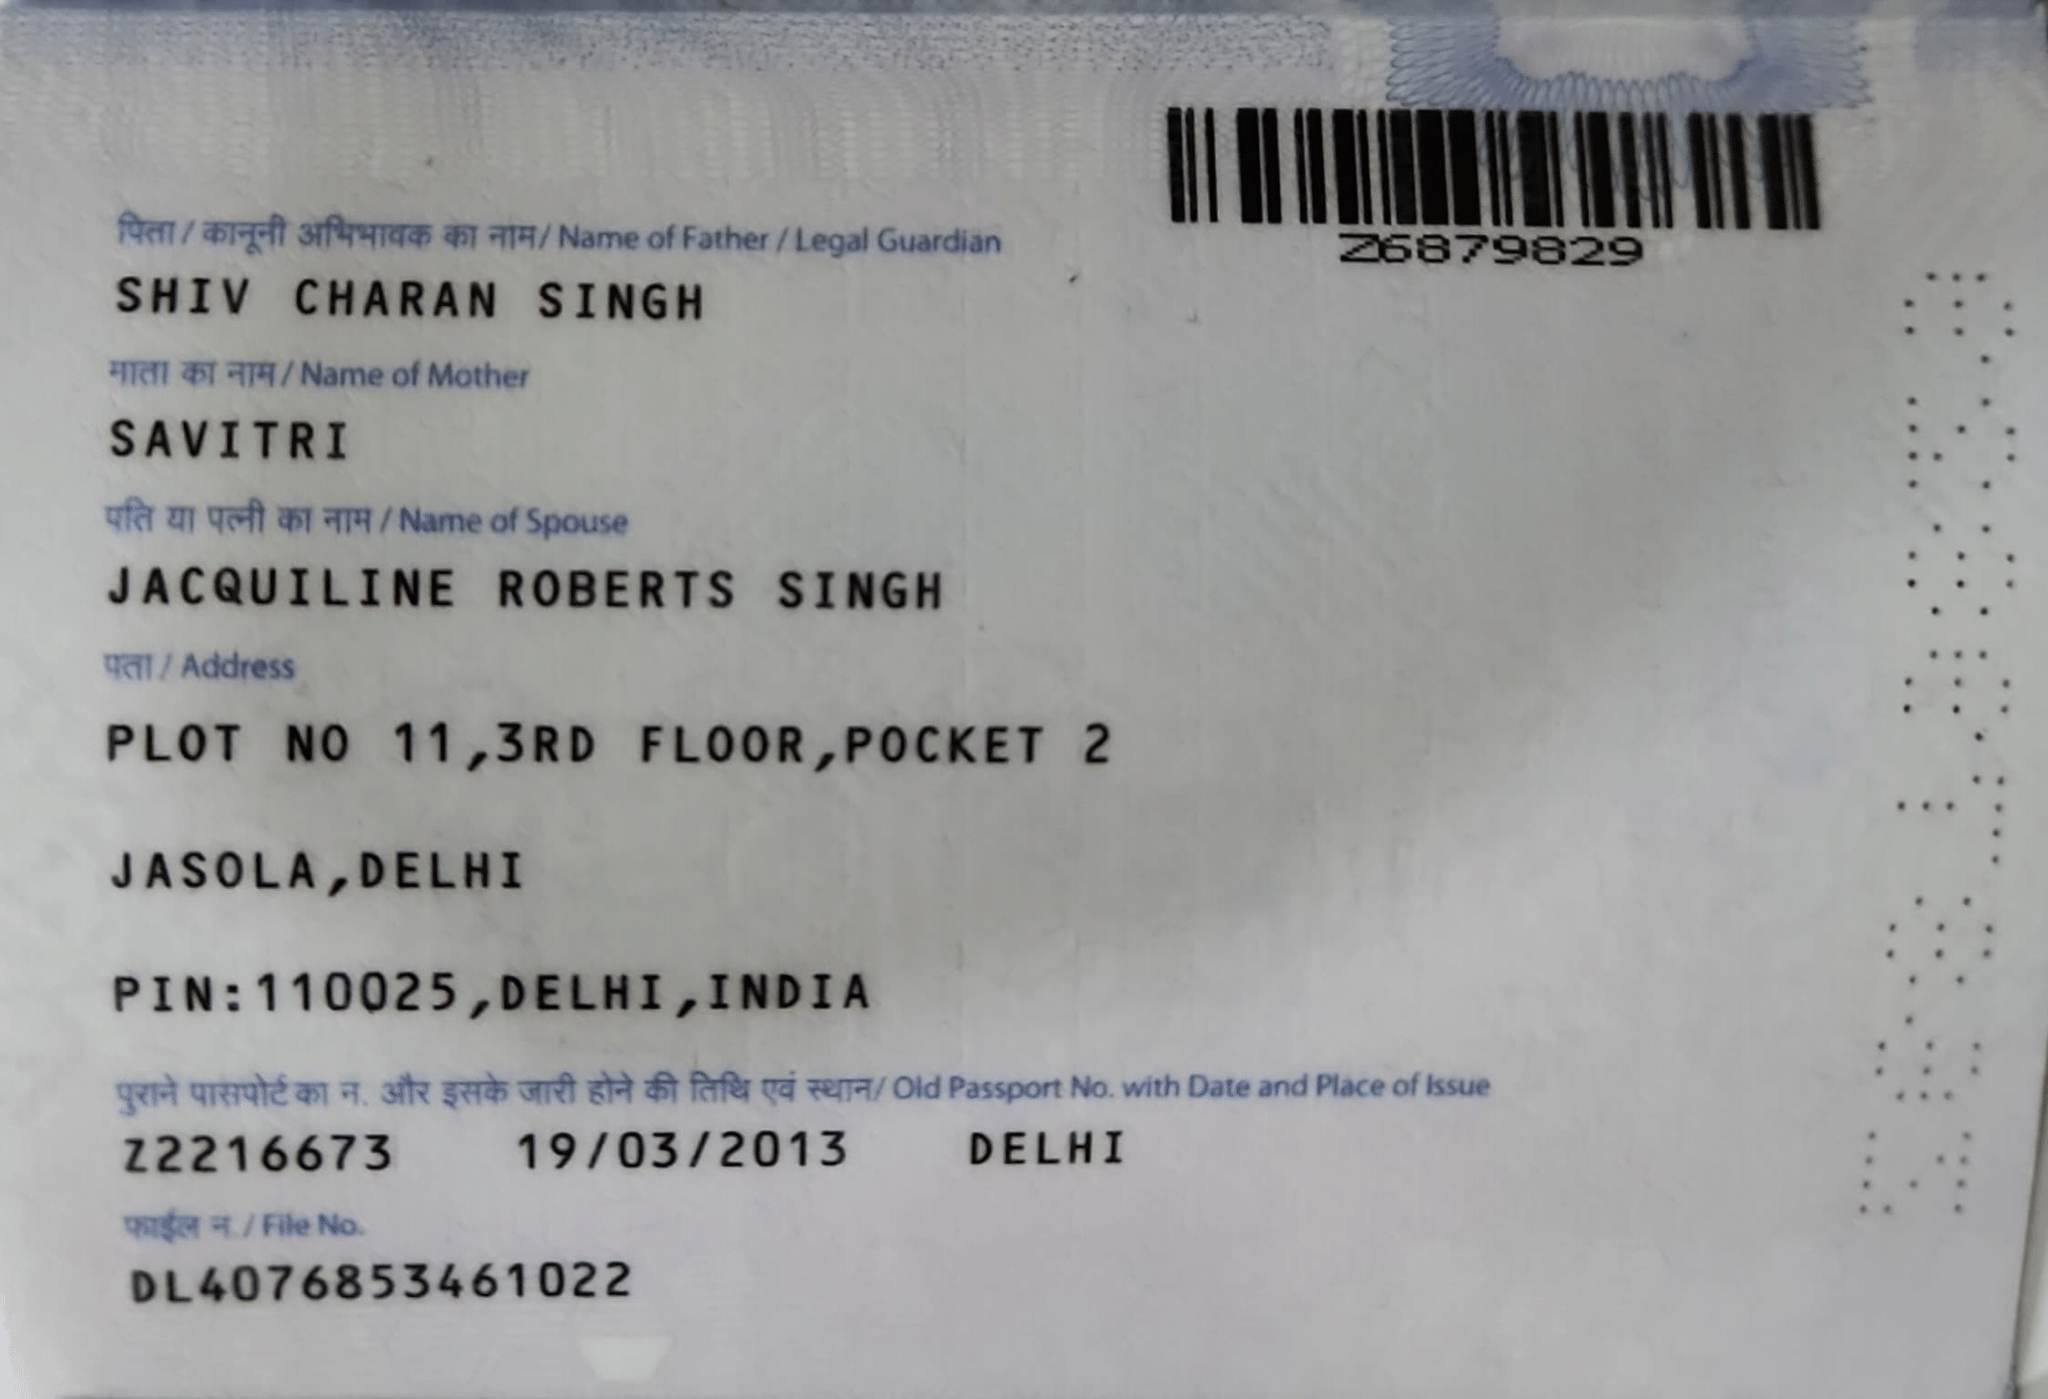 Z6879829
पिता / कानूनी अभिभावक का नाम / Name of Father / Legal Guardian
SHIV CHARAN SINGH
माता का नाम / Name of Mother
SAVITRI
पति या पत्नी का नाम / Name of Spouse
JACQUILINE ROBERTS SINGH
पता / Address
PLOT NO 11,3RD FLOOR,POCKET 2
JASOLA,DELHI
PIN:110025,DELHI,INDIA
पुराने पासपोर्ट का न. और इसके जारी होने की तिथि एवं स्थान/ Old Passport No. with Date and Place of Issue
Z2216673 19/03/2013 DELHI
फाईल न. / File No.
DL4076853461022